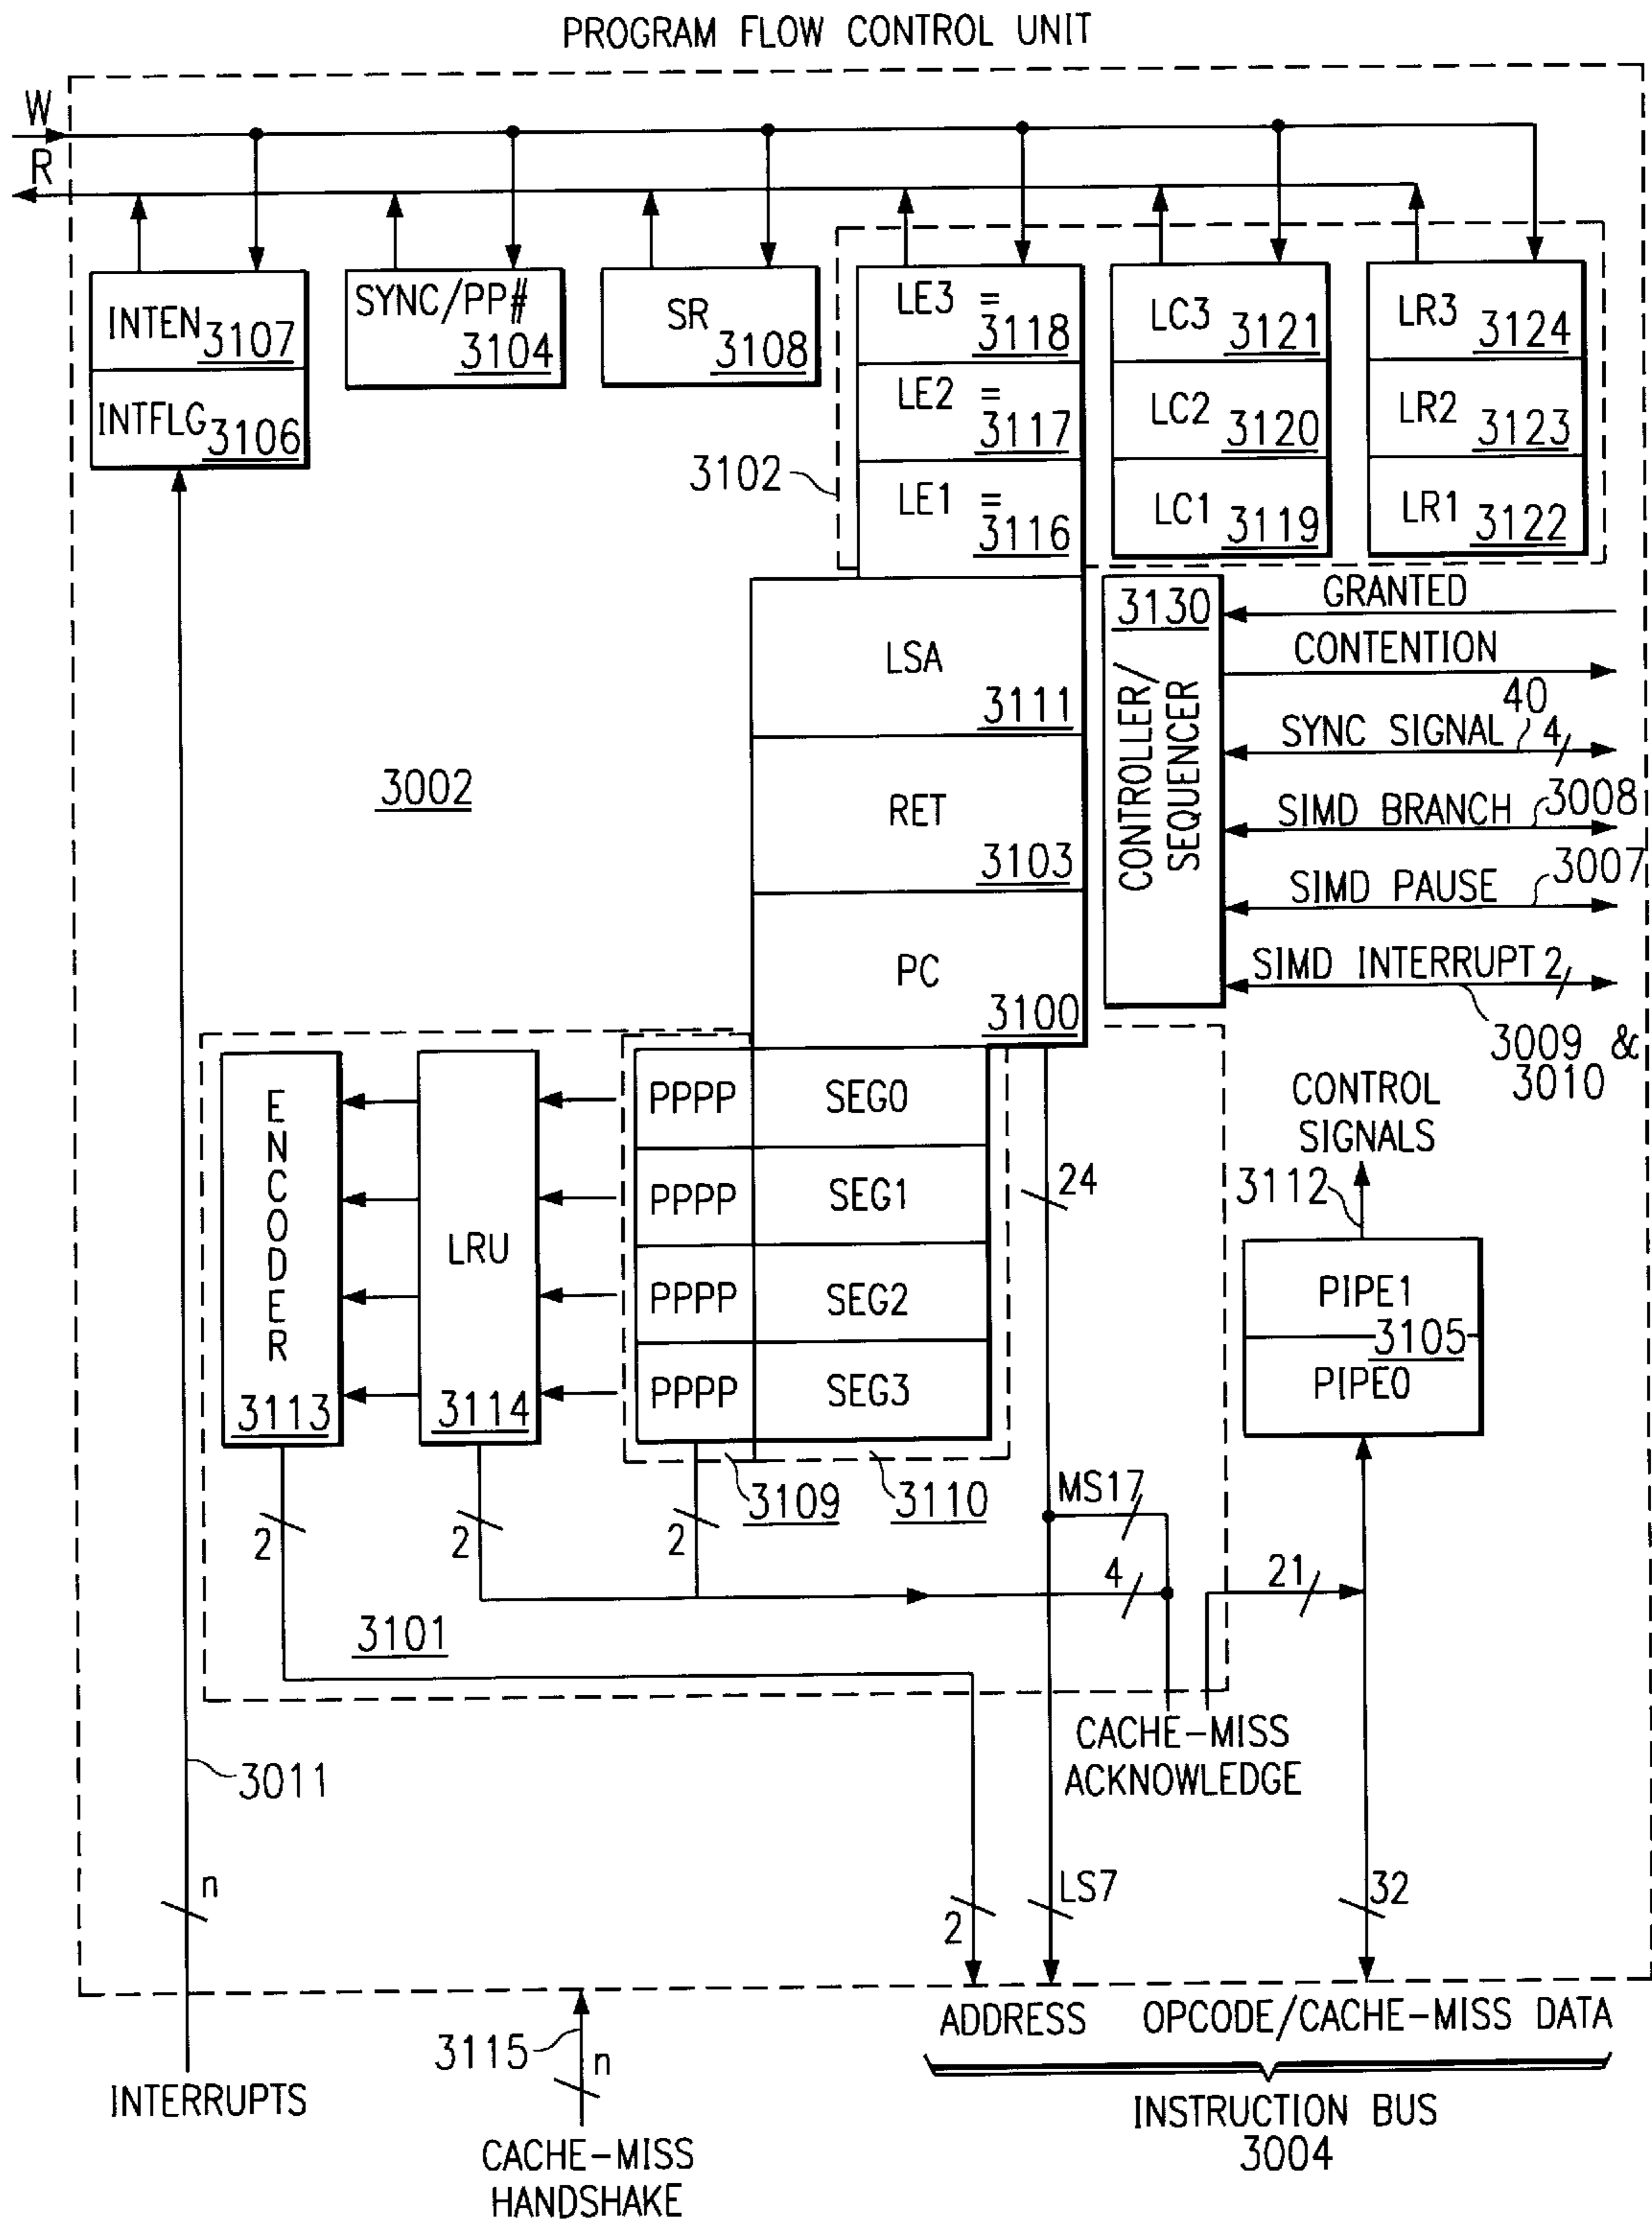 PROGRAM FLOW CONTROL UNIT
W
R
INTEN 3107
INTFLG 3106
SYNC/PP#
3104
SR
3108
LE3 =
3118
LE2 =
3117
LE1 =
3116
LC3 3121
LC2 3120
LC1 3119
LR3 3124
LR2 3123
LR1 3122
3102
LSA
3111
RET
3103
PC
3100
3130
CONTROLLER/
SEQUENCER
GRANTED
CONTENTION
40
SYNC SIGNAL 4
SIMD BRANCH 3008
3007
SIMD PAUSE
SIMD INTERRUPT 2
3009 &
3010
3002
CONTROL
SIGNALS
3112
PIPE1
3105
PIPE0
ENCODER
3113
LRU
3114
PPPP SEG0
PPPP SEG1
PPPP SEG2
PPPP SEG3
24
3109
3110
MS17
2
2
2
4
21
3101
CACHE-MISS
ACKNOWLEDGE
3011
n
2
LS7
32
ADDRESS
OPCODE/CACHE-MISS DATA
3115
n
INTERRUPTS
CACHE-MISS
HANDSHAKE
INSTRUCTION BUS
3004